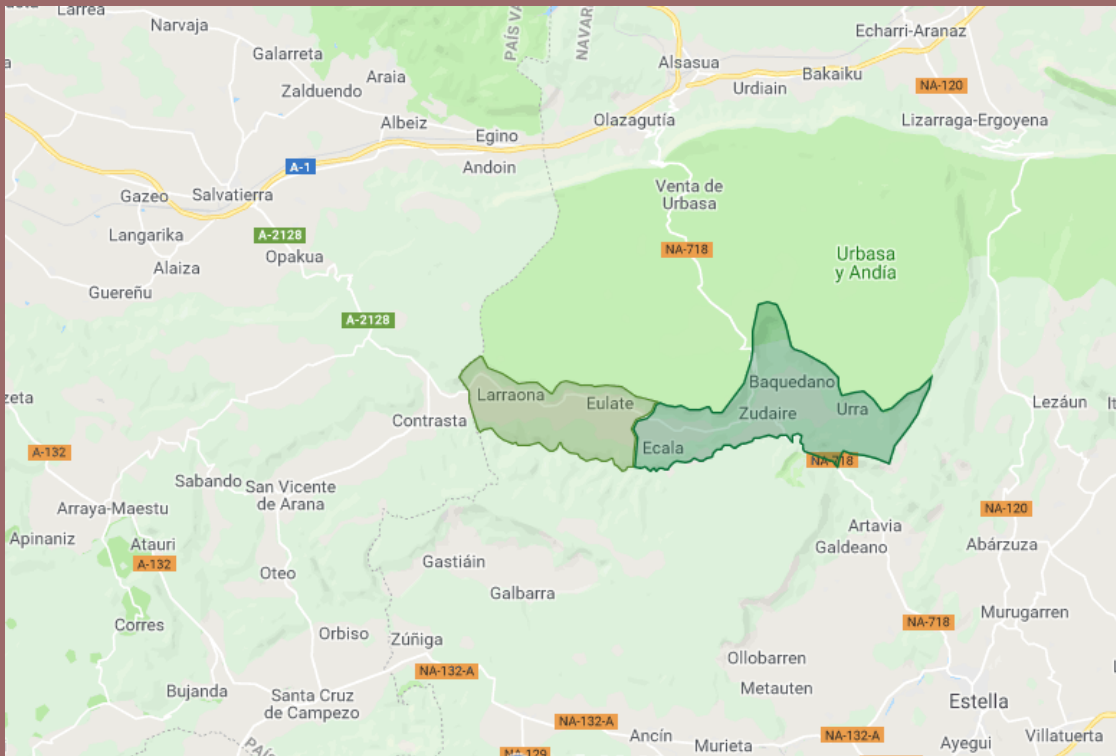 Larrea
Narvaja
PAÍS VA
NAVAR
Echarri-Aranaz
Galarreta
Alsasua
Bakaiku
Araia
Urdiain
NA-120
Zalduendo
Albeiz
Olazagutía
Lizarraga-Ergoyena
Egino
A-1
Andoin
Gazeo
Salvatierra
Venta de
Urbasa
Langarika
A-2128
NA-718
Urbasa
y Andía
Opakua
Alaiza
Guereñu
A-2128
Larraona
Eulate
Baquedano
zeta
Contrasta
Zudaire
Urra
Lezáun
It
A-132
Ecala
NA-718
Sabando
San Vicente
de Arana
Arraya-Maestu
NA-120
Apinaniz
Atauri
Artavia
Galdeano
Abárzuza
A-132
Gastiáin
Oteo
Galbarra
Corres
Murugarren
Orbiso
Zúñiga
NA-718
Ollobarren
NA-132-A
Metauten
Bujanda
Santa Cruz
de Campezo
Estella
NA-132-A
PAÍS
Ancín
NA-132-A
Murieta
Ayegui
Villatuerta
NA-129